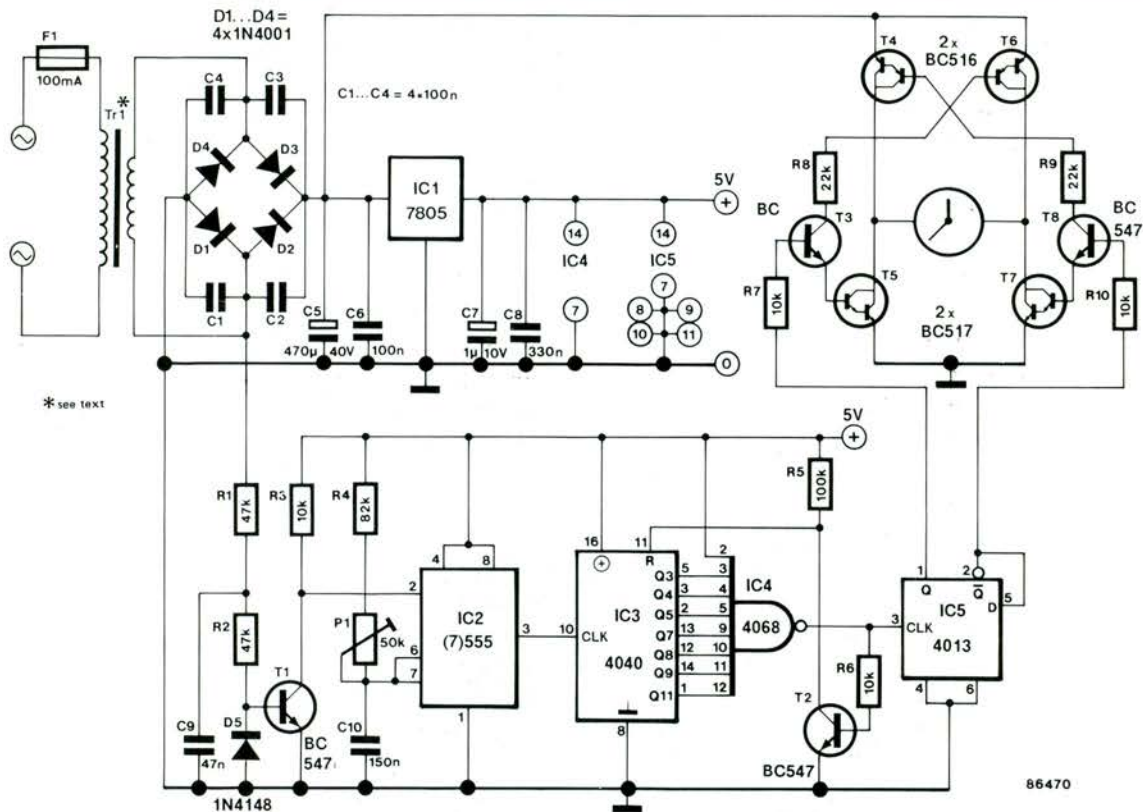 D1...D4=
4x1N4001
F1
100mA
Tr1
*
C4
C3
C1...C4 = 4x100n
D4
D3
D1
D2
C1
C2
IC1
7805
5V
+
14
IC4
7
14
IC5
7
8
9
10
11
C5
470µ
40V
C6
100n
C7
1µ
10V
C8
330n
0
* see text
T4
2x
BC516
T6
R8
22k
R9
22k
BC
T3
T8
BC
547
R7
10k
T5
T7
R10
10k
2x
BC517
5V
+
R1
47k
R3
10k
R4
82k
R5
100k
R2
47k
P1
50k
T1
BC
547
C9
47n
D5
1N4148
C10
150n
4
8
2
IC2
(7)555
3
6
7
1
16
+
11
R
10
CLK
IC3
4040
Q3
5
Q4
3
Q5
2
Q7
13
Q8
12
Q9
14
Q11
1
8
2
3
4
5
9
10
11
12
IC4
4068
R6
10k
T2
BC547
1
Q
2
Q̅
D
5
3
CLK
IC5
4013
4
6
86470